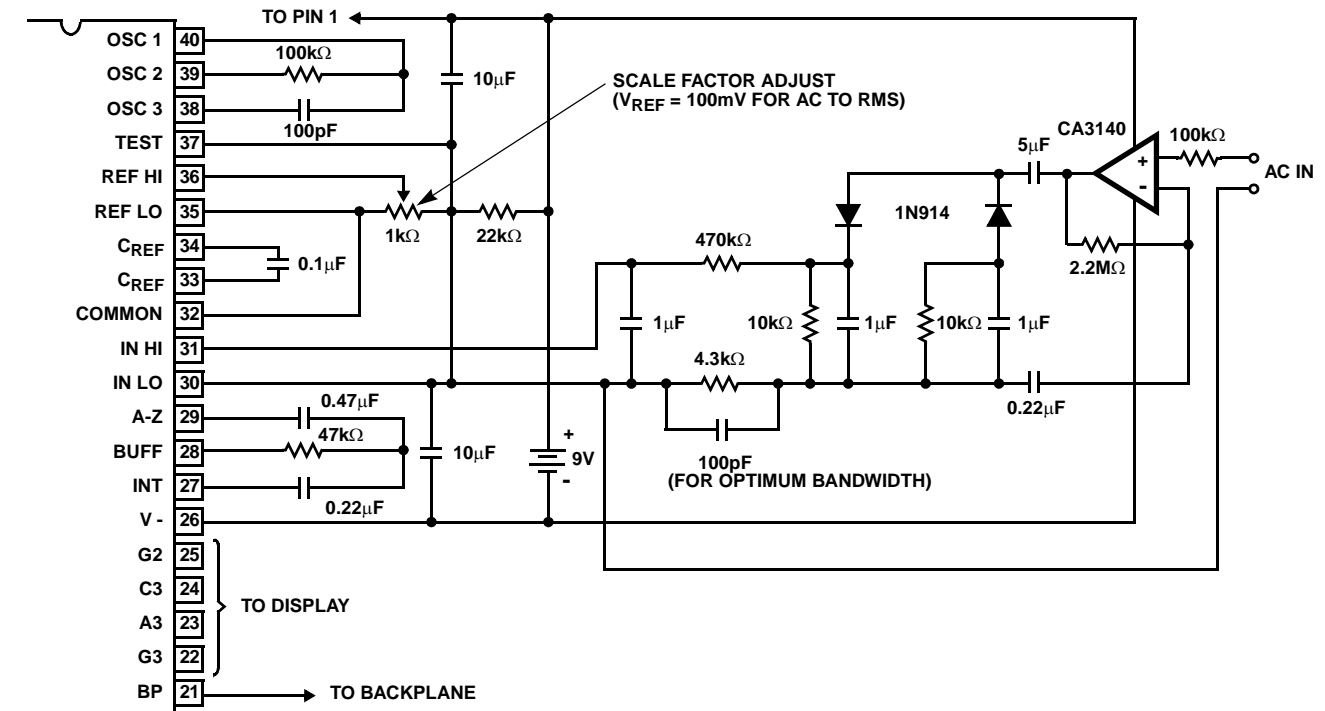 TO PIN 1
OSC 1 40
OSC 2 39
OSC 3 38
TEST 37
REF HI 36
REF LO 35
CREF 34
CREF 33
COMMON 32
IN HI 31
IN LO 30
A-Z 29
BUFF 28
INT 27
V - 26
G2 25
C3 24
A3 23
G3 22
BP 21
100kΩ
100pF
10µF
SCALE FACTOR ADJUST
(VREF = 100mV FOR AC TO RMS)
1kΩ
22kΩ
0.1µF
0.47µF
47kΩ
0.22µF
10µF
+
9V
-
TO DISPLAY
TO BACKPLANE
470kΩ
1µF
10kΩ
1µF
4.3kΩ
100pF
(FOR OPTIMUM BANDWIDTH)
1N914
10kΩ
1µF
0.22µF
5µF
CA3140
+
-
100kΩ
AC IN
2.2MΩ